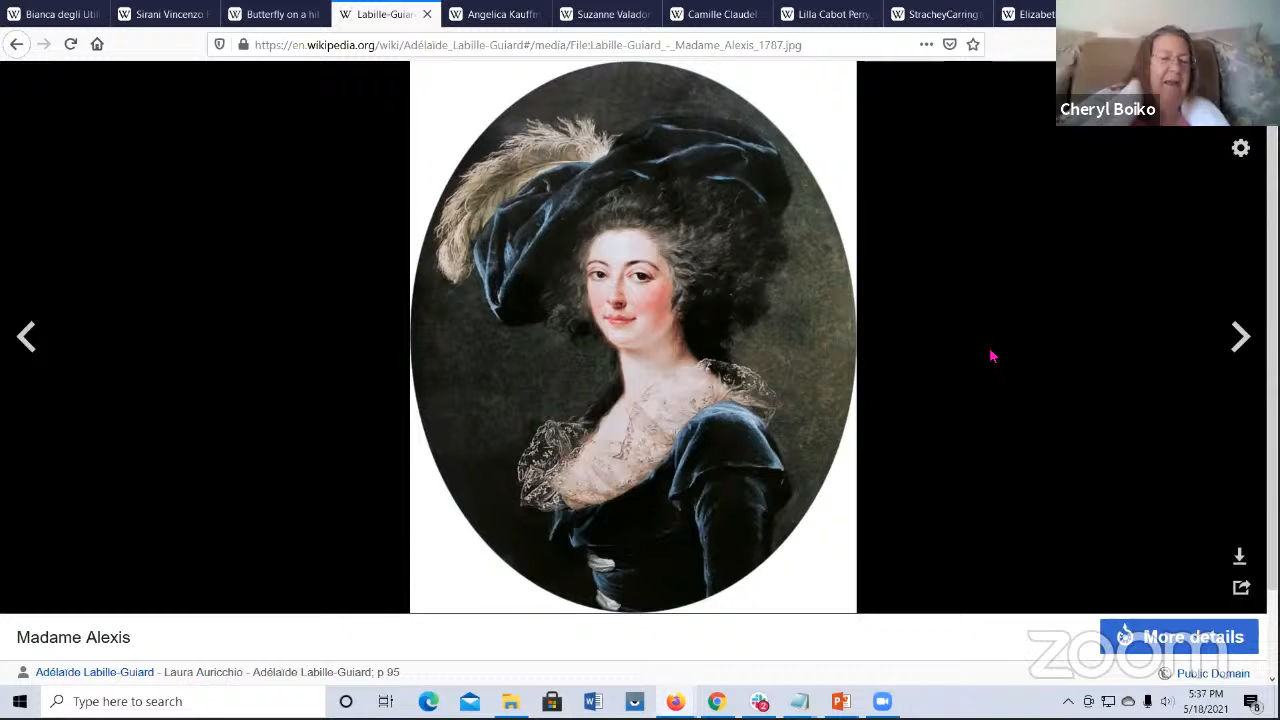 Bianca degli Utili
Sirani Vincenzo F
Butterfly on a hil
Labille-Guiar
Angelica Kauffm
Suzanne Valador
Camille Claudel
Lilla Cabot Perry,
StracheyCarring
Elizabet
https://en.wikipedia.org/wiki/Adélaïde_Labille-Guiard#/media/File:Labille-Guiard_-_Madame_Alexis_1787.jpg
Cheryl Boiko
Madame Alexis
More details
zoom
Adélaïde Labille-Guiard - Laura Auricchio - Adélaïde Labille Guiard p.95
Public Domain
Type here to search
5:37 PM
5/18/2021